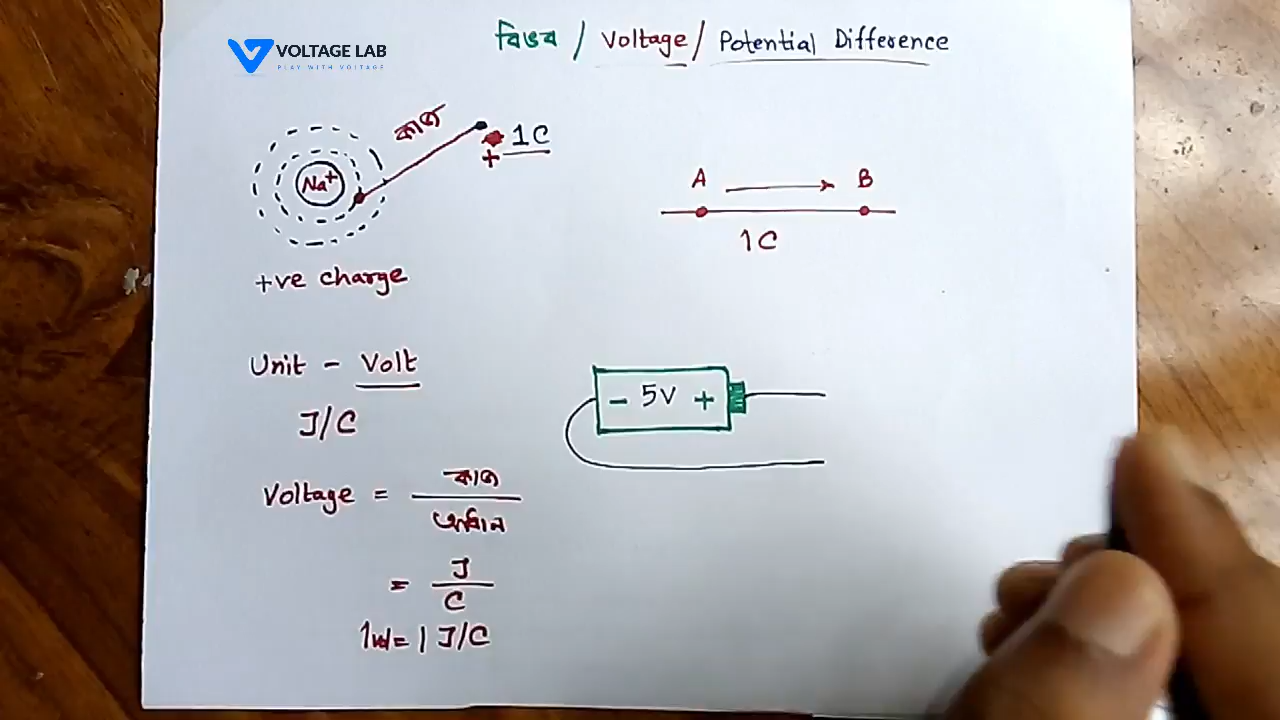 VOLTAGE LAB
PLAY WITH VOLTAGE
বিভব / Voltage / Potential Difference
কাজ
1C
+
Na+
+ve charge
A B
1C
Unit - Volt
J/C
- 5V +
Voltage = কাজ
আধান
= J
C
= 1 J/C